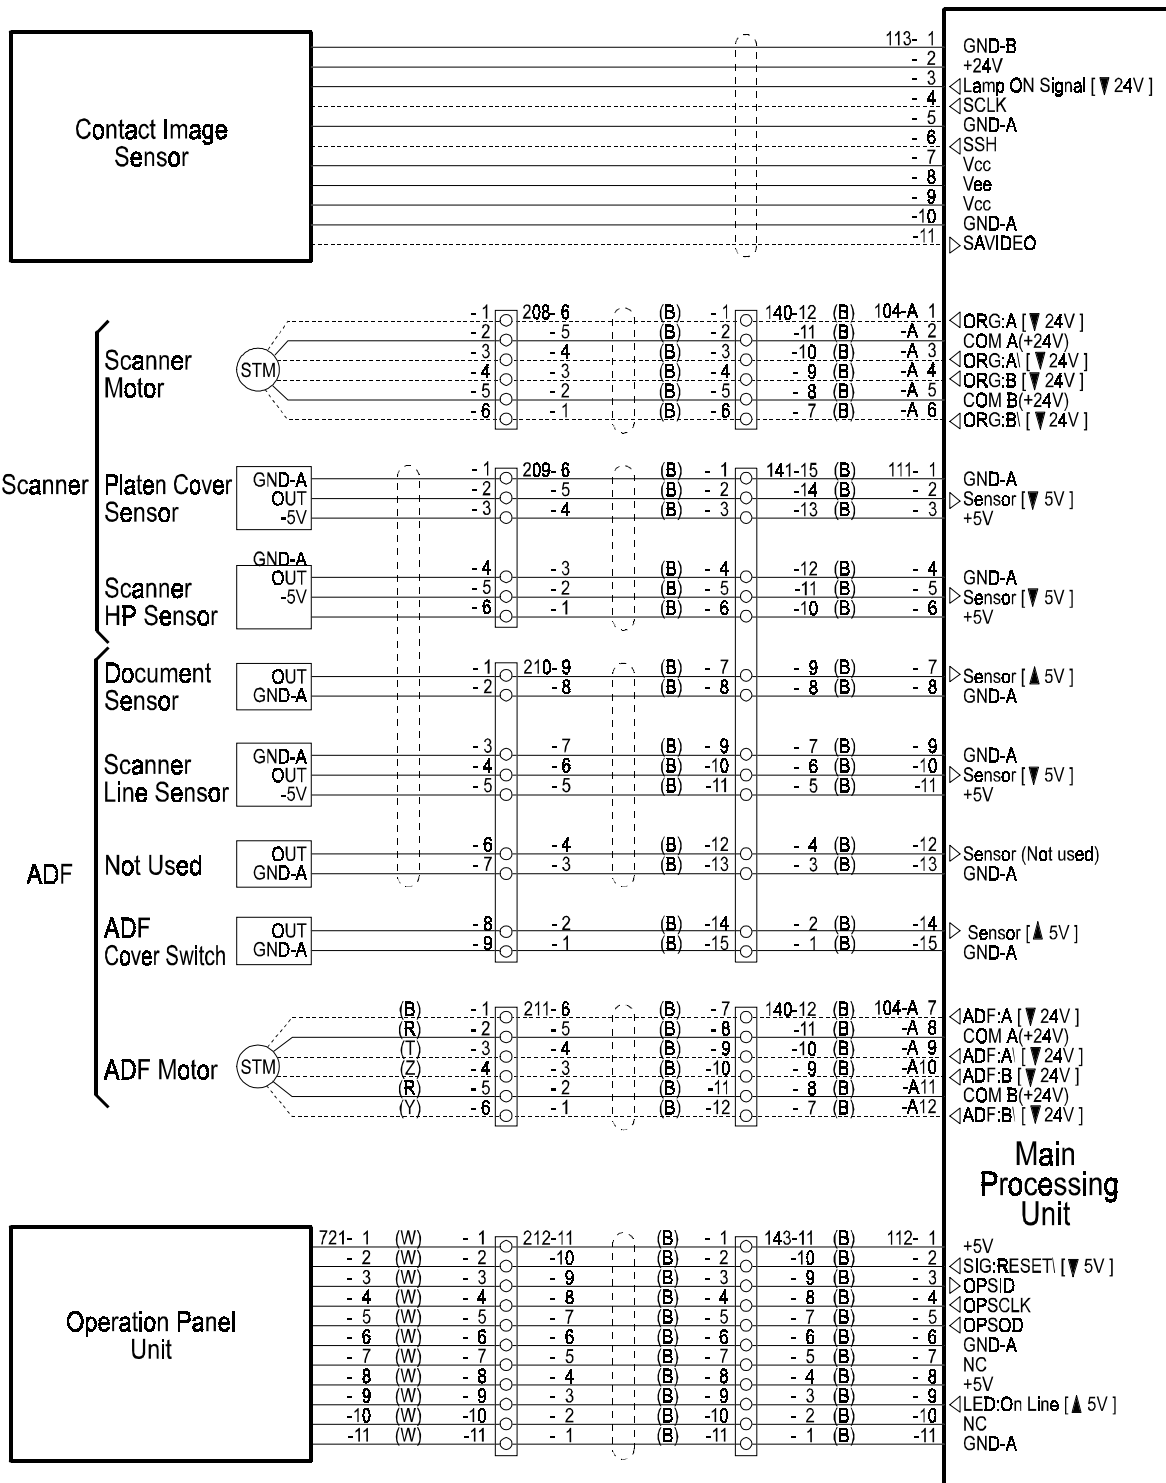 113- 1 GND-B
- 2 +24V
- 3 Lamp ON Signal [▼24V ]
- 4 SCLK
- 5 GND-A
- 6 SSH
- 7 Vcc
- 8 Vee
- 9 Vcc
-10 GND-A
-11 SAVIDEO
Contact Image
Sensor
Scanner
Scanner
Motor
STM
- 1 208- 6 (B) - 1 140-12 (B) 104-A 1 ORG:A [▼24V ]
- 2 - 5 (B) - 2 -11 (B) -A 2 COM A(+24V)
- 3 - 4 (B) - 3 -10 (B) -A 3 ORG:A\ [▼24V ]
- 4 - 3 (B) - 4 - 9 (B) -A 4 ORG:B [▼24V ]
- 5 - 2 (B) - 5 - 8 (B) -A 5 COM B(+24V)
- 6 - 1 (B) - 6 - 7 (B) -A 6 ORG:B\ [▼24V ]
Platen Cover
Sensor
GND-A - 1 209- 6 (B) - 1 141-15 (B) 111- 1 GND-A
OUT - 2 - 5 (B) - 2 -14 (B) - 2 Sensor [▼ 5V ]
-5V - 3 - 4 (B) - 3 -13 (B) - 3 +5V
Scanner
HP Sensor
GND-A - 4 - 3 (B) - 4 -12 (B) - 4 GND-A
OUT - 5 - 2 (B) - 5 -11 (B) - 5 Sensor [▼ 5V ]
-5V - 6 - 1 (B) - 6 -10 (B) - 6 +5V
ADF
Document
Sensor
OUT - 1 210- 9 (B) - 7 - 9 (B) - 7 Sensor [▲ 5V ]
GND-A - 2 - 8 (B) - 8 - 8 (B) - 8 GND-A
Scanner
Line Sensor
GND-A - 3 - 7 (B) - 9 - 7 (B) - 9 GND-A
OUT - 4 - 6 (B) -10 - 6 (B) -10 Sensor [▼ 5V ]
-5V - 5 - 5 (B) -11 - 5 (B) -11 +5V
Not Used
OUT - 6 - 4 (B) -12 - 4 (B) -12 Sensor (Not used)
GND-A - 7 - 3 (B) -13 - 3 (B) -13 GND-A
ADF
Cover Switch
OUT - 8 - 2 (B) -14 - 2 (B) -14 Sensor [▲ 5V ]
GND-A - 9 - 1 (B) -15 - 1 (B) -15 GND-A
ADF Motor
STM
(B) - 1 211- 6 (B) - 7 140-12 (B) 104-A 7 ADF:A [▼24V ]
(R) - 2 - 5 (B) - 8 -11 (B) -A 8 COM A(+24V)
(T) - 3 - 4 (B) - 9 -10 (B) -A 9 ADF:A\ [▼24V ]
(Z) - 4 - 3 (B) -10 - 9 (B) -A10 ADF:B [▼24V ]
(R) - 5 - 2 (B) -11 - 8 (B) -A11 COM B(+24V)
(Y) - 6 - 1 (B) -12 - 7 (B) -A12 ADF:B\ [▼24V ]
Main
Processing
Unit
Operation Panel
Unit
721- 1 (W) - 1 212-11 (B) - 1 143-11 (B) 112- 1 +5V
- 2 (W) - 2 -10 (B) - 2 -10 (B) - 2 SIG:RESET\ [▼ 5V ]
- 3 (W) - 3 - 9 (B) - 3 - 9 (B) - 3 OPSID
- 4 (W) - 4 - 8 (B) - 4 - 8 (B) - 4 OPSCLK
- 5 (W) - 5 - 7 (B) - 5 - 7 (B) - 5 OPSOD
- 6 (W) - 6 - 6 (B) - 6 - 6 (B) - 6 GND-A
- 7 (W) - 7 - 5 (B) - 7 - 5 (B) - 7 NC
- 8 (W) - 8 - 4 (B) - 8 - 4 (B) - 8 +5V
- 9 (W) - 9 - 3 (B) - 9 - 3 (B) - 9 LED:On Line [▲ 5V ]
-10 (W) -10 - 2 (B) -10 - 2 (B) -10 NC
-11 (W) -11 - 1 (B) -11 - 1 (B) -11 GND-A